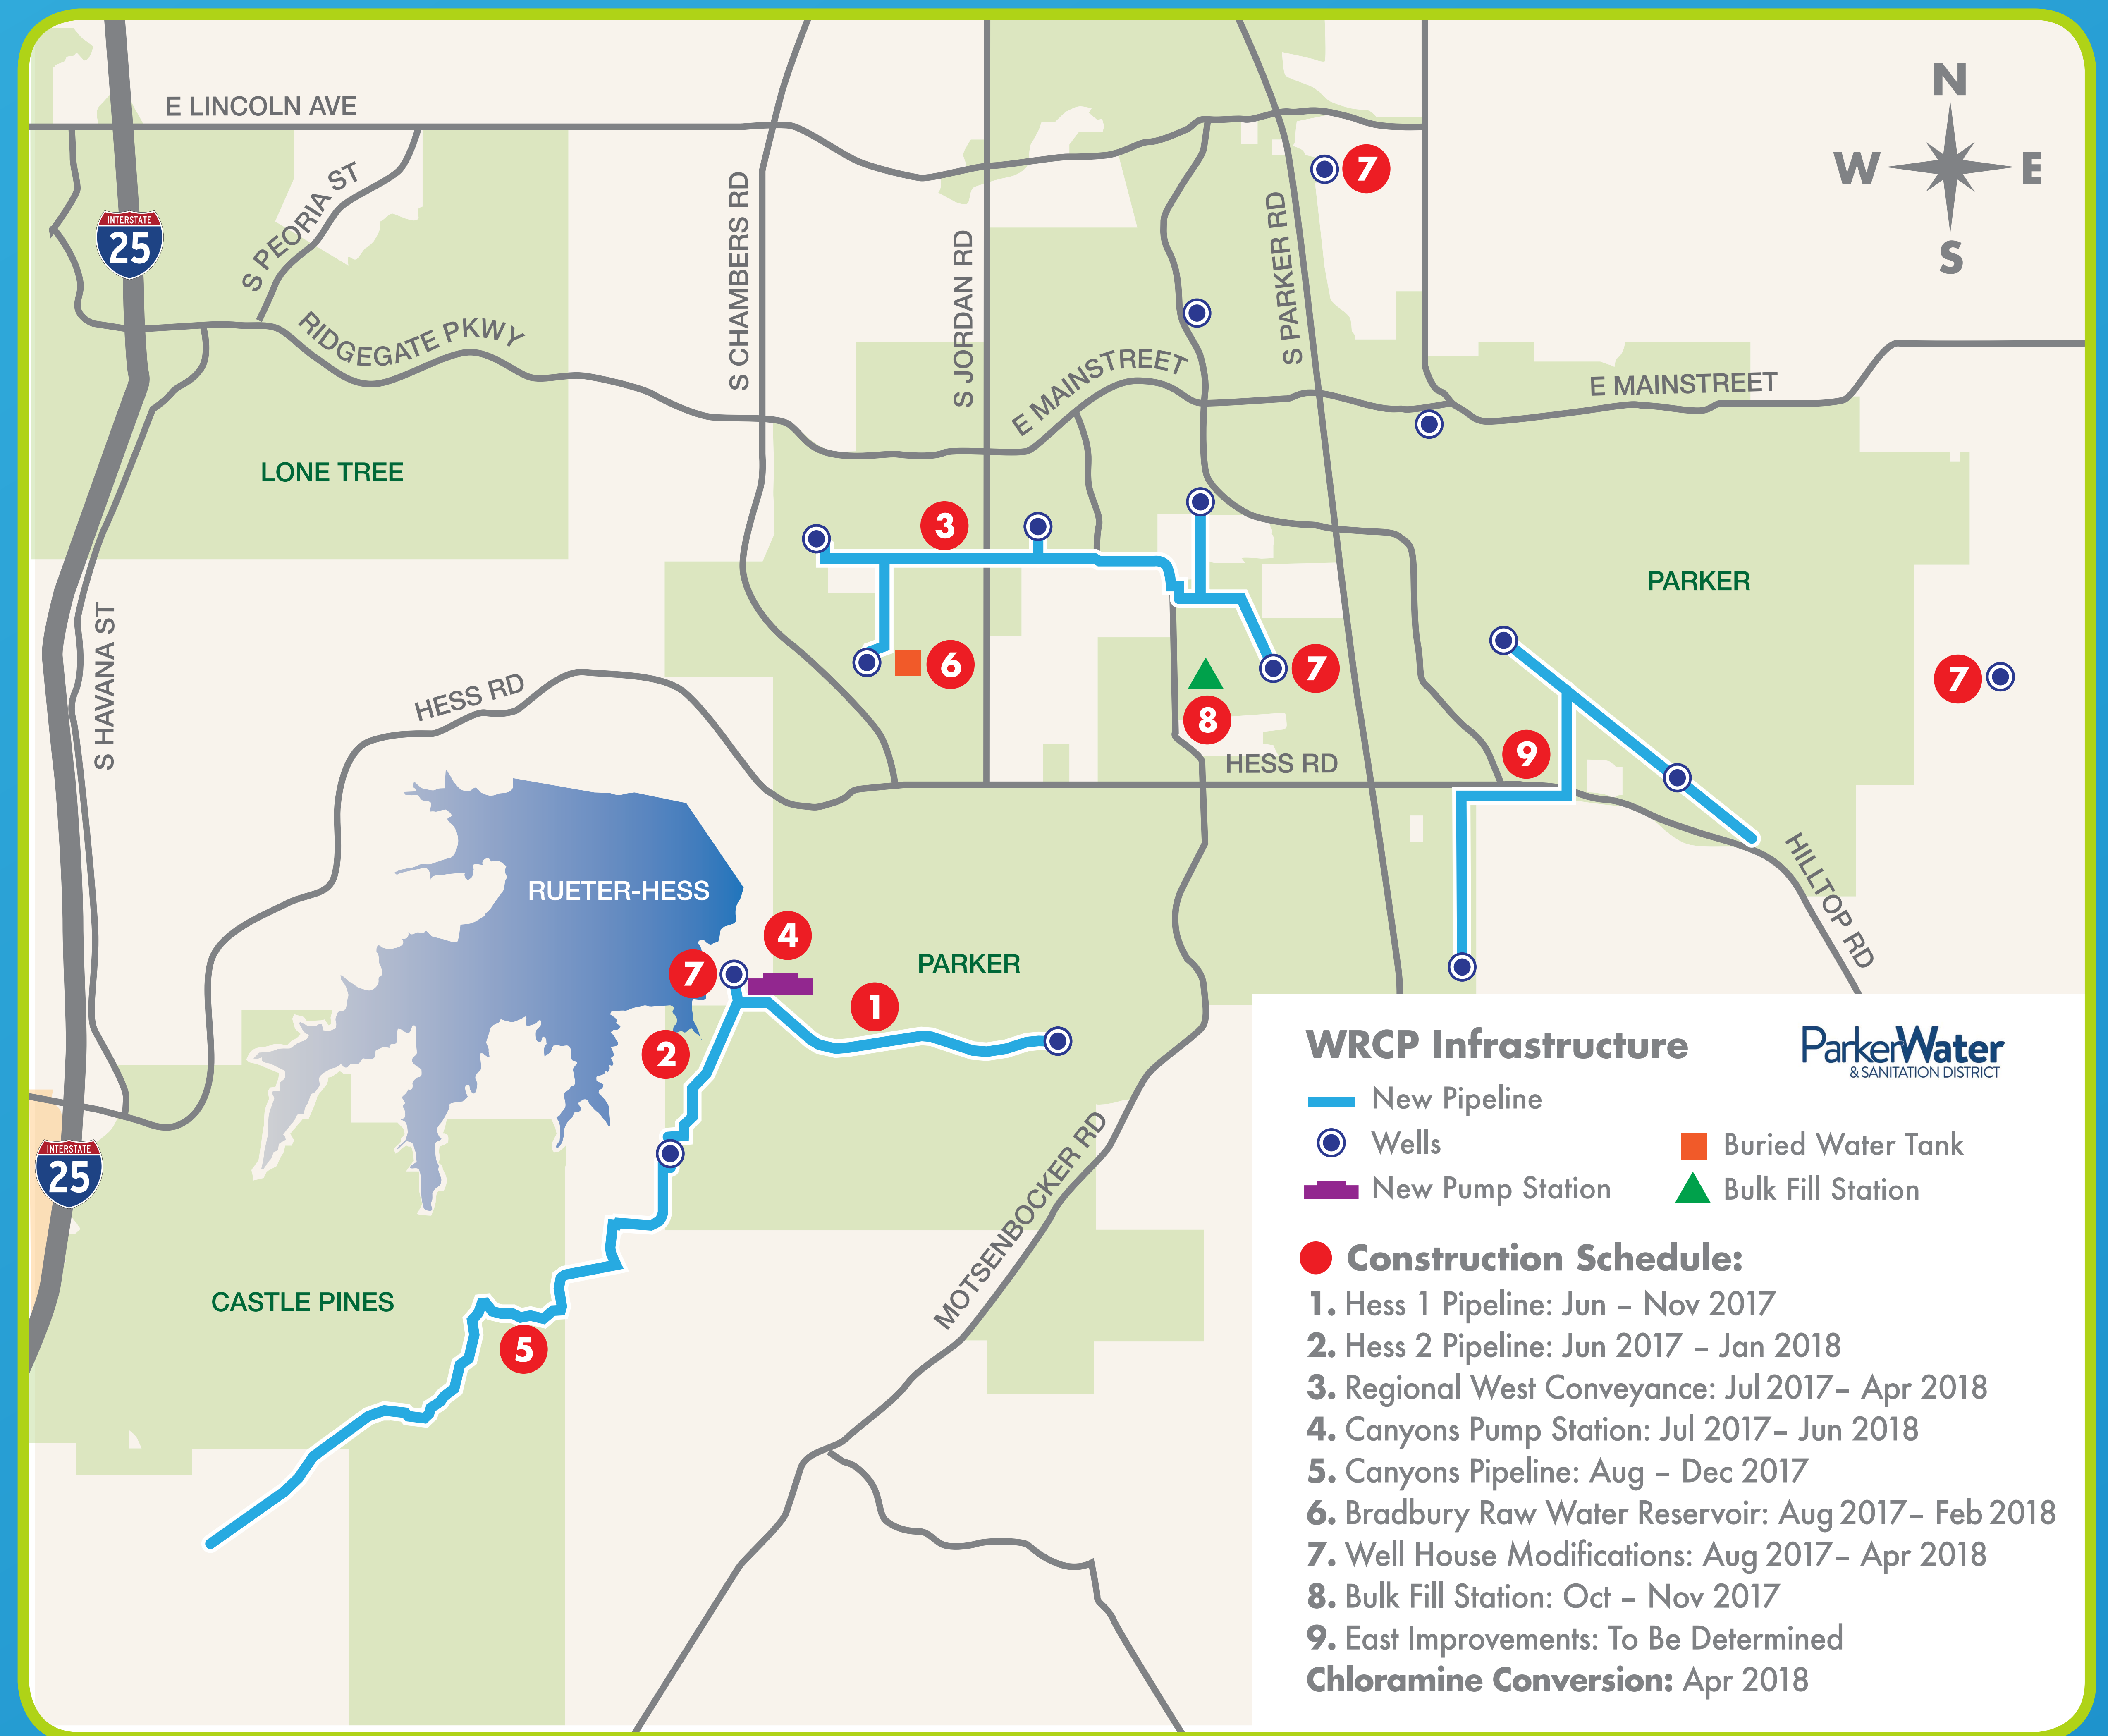 N
W E
S
E LINCOLN AVE
INTERSTATE
25
S PEORIA ST
RIDGEGATE PKWY
S CHAMBERS RD
S JORDAN RD
S PARKER RD
7
E MAINSTREET
E MAINSTREET
LONE TREE
3
PARKER
S HAVANA ST
6
7
7
8
HESS RD
HESS RD
9
HILLTOP RD
RUETER-HESS
4
PARKER
7
1
2
MOTSENBOCKER RD
INTERSTATE
25
CASTLE PINES
5
WRCP Infrastructure
ParkerWater
& SANITATION DISTRICT
New Pipeline
Wells
Buried Water Tank
New Pump Station
Bulk Fill Station
Construction Schedule:
1. Hess 1 Pipeline: Jun – Nov 2017
2. Hess 2 Pipeline: Jun 2017 – Jan 2018
3. Regional West Conveyance: Jul 2017– Apr 2018
4. Canyons Pump Station: Jul 2017– Jun 2018
5. Canyons Pipeline: Aug – Dec 2017
6. Bradbury Raw Water Reservoir: Aug 2017– Feb 2018
7. Well House Modifications: Aug 2017– Apr 2018
8. Bulk Fill Station: Oct – Nov 2017
9. East Improvements: To Be Determined
Chloramine Conversion: Apr 2018